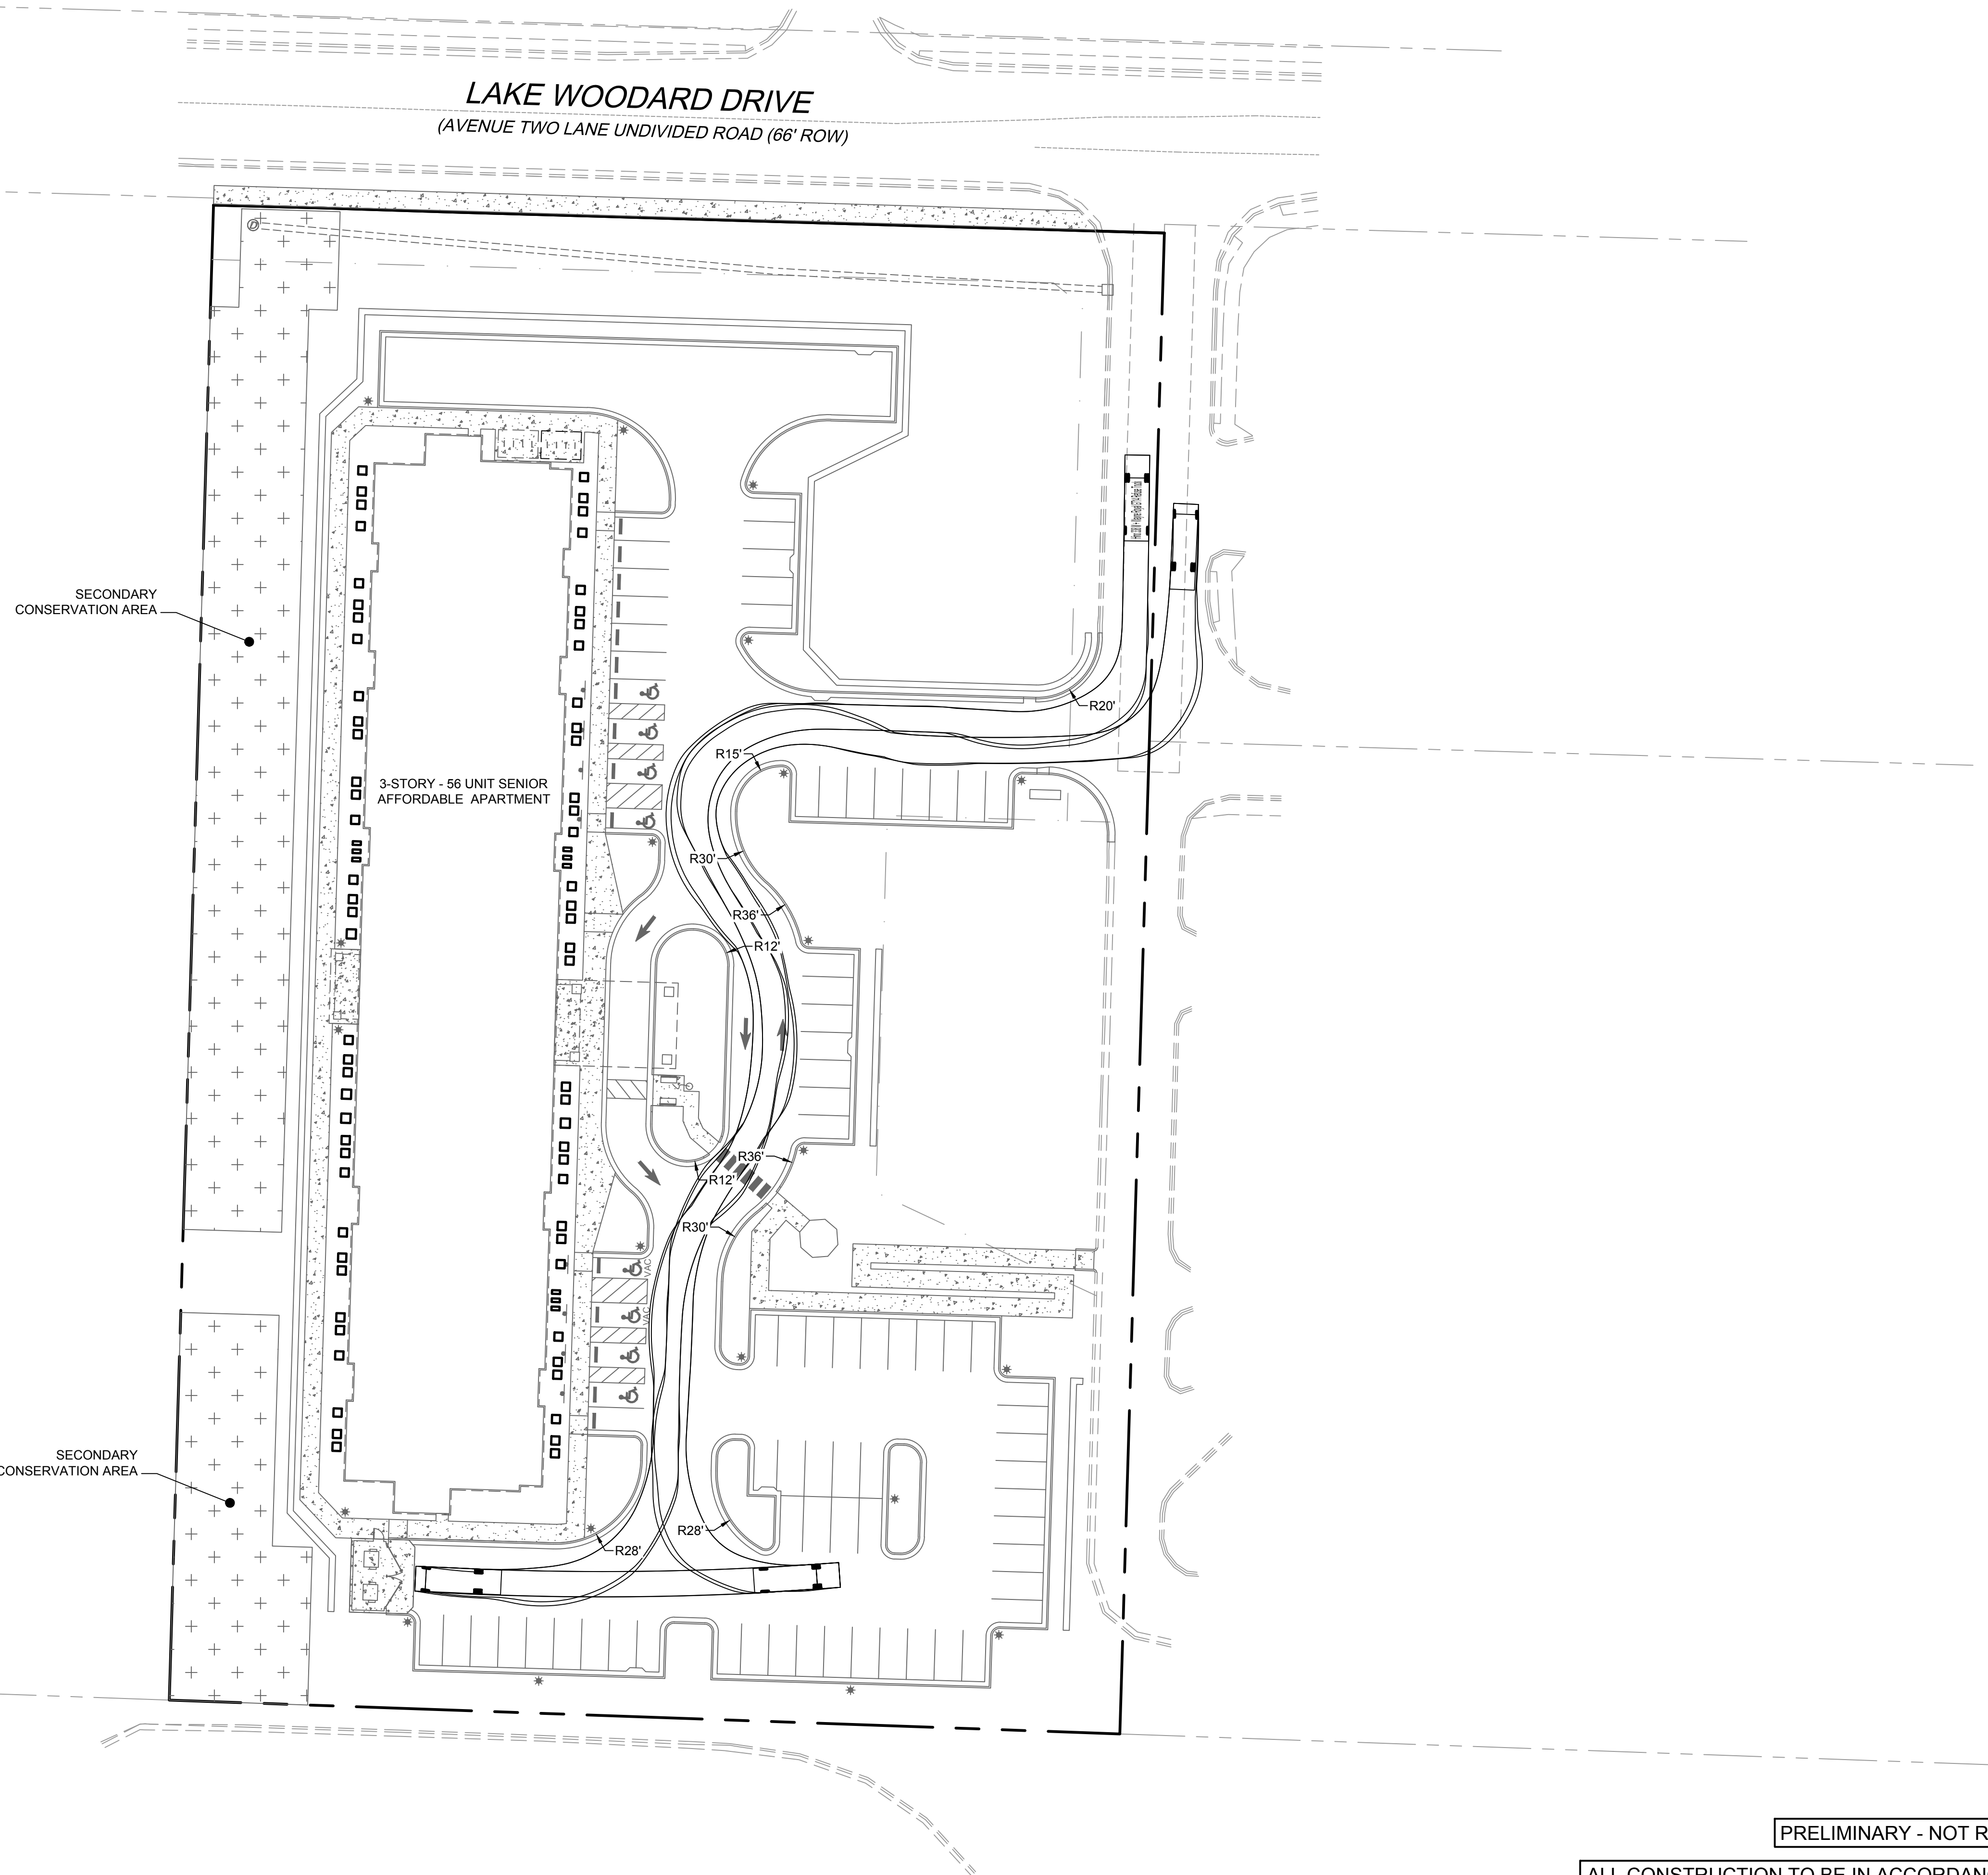 LAKE WOODARD DRIVE
(AVENUE TWO LANE UNDIVIDED ROAD (66' ROW)
D
SECONDARY
CONSERVATION AREA
R20'
R15'
3-STORY - 56 UNIT SENIOR
AFFORDABLE APARTMENT
R30'
R36'
R12'
R36'
R12'
R30'
VAC
VAC
SECONDARY
CONSERVATION AREA
R28'
R28'
PRELIMINARY - NOT R
ALL CONSTRUCTION TO BE IN ACCORDAN